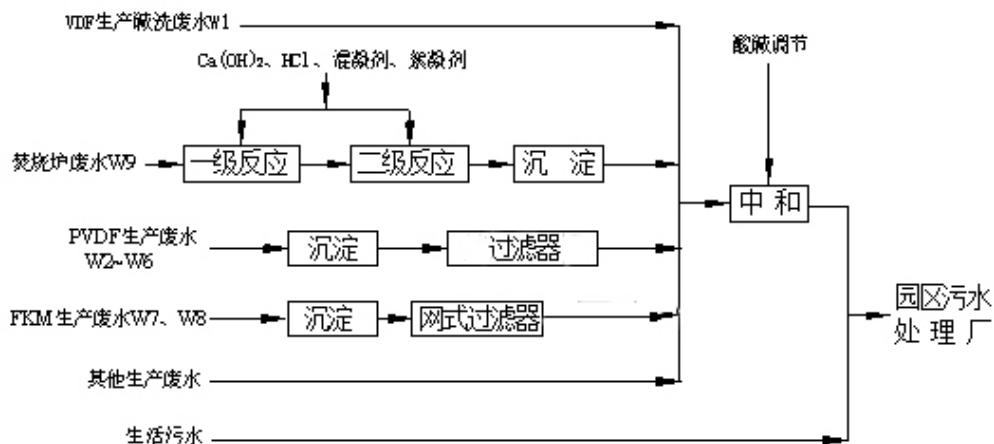 VDF生产碱洗废水W1
酸碱调节
Ca(OH)₂、HCl、混凝剂、絮凝剂
焚烧炉废水W9
一级反应
二级反应
沉 淀
中 和
PVDF生产废水
W2~W6
沉淀
过滤器
FKM生产废水W7、W8
沉淀
网式过滤器
园区污水
处 理 厂
其他生产废水
生活污水